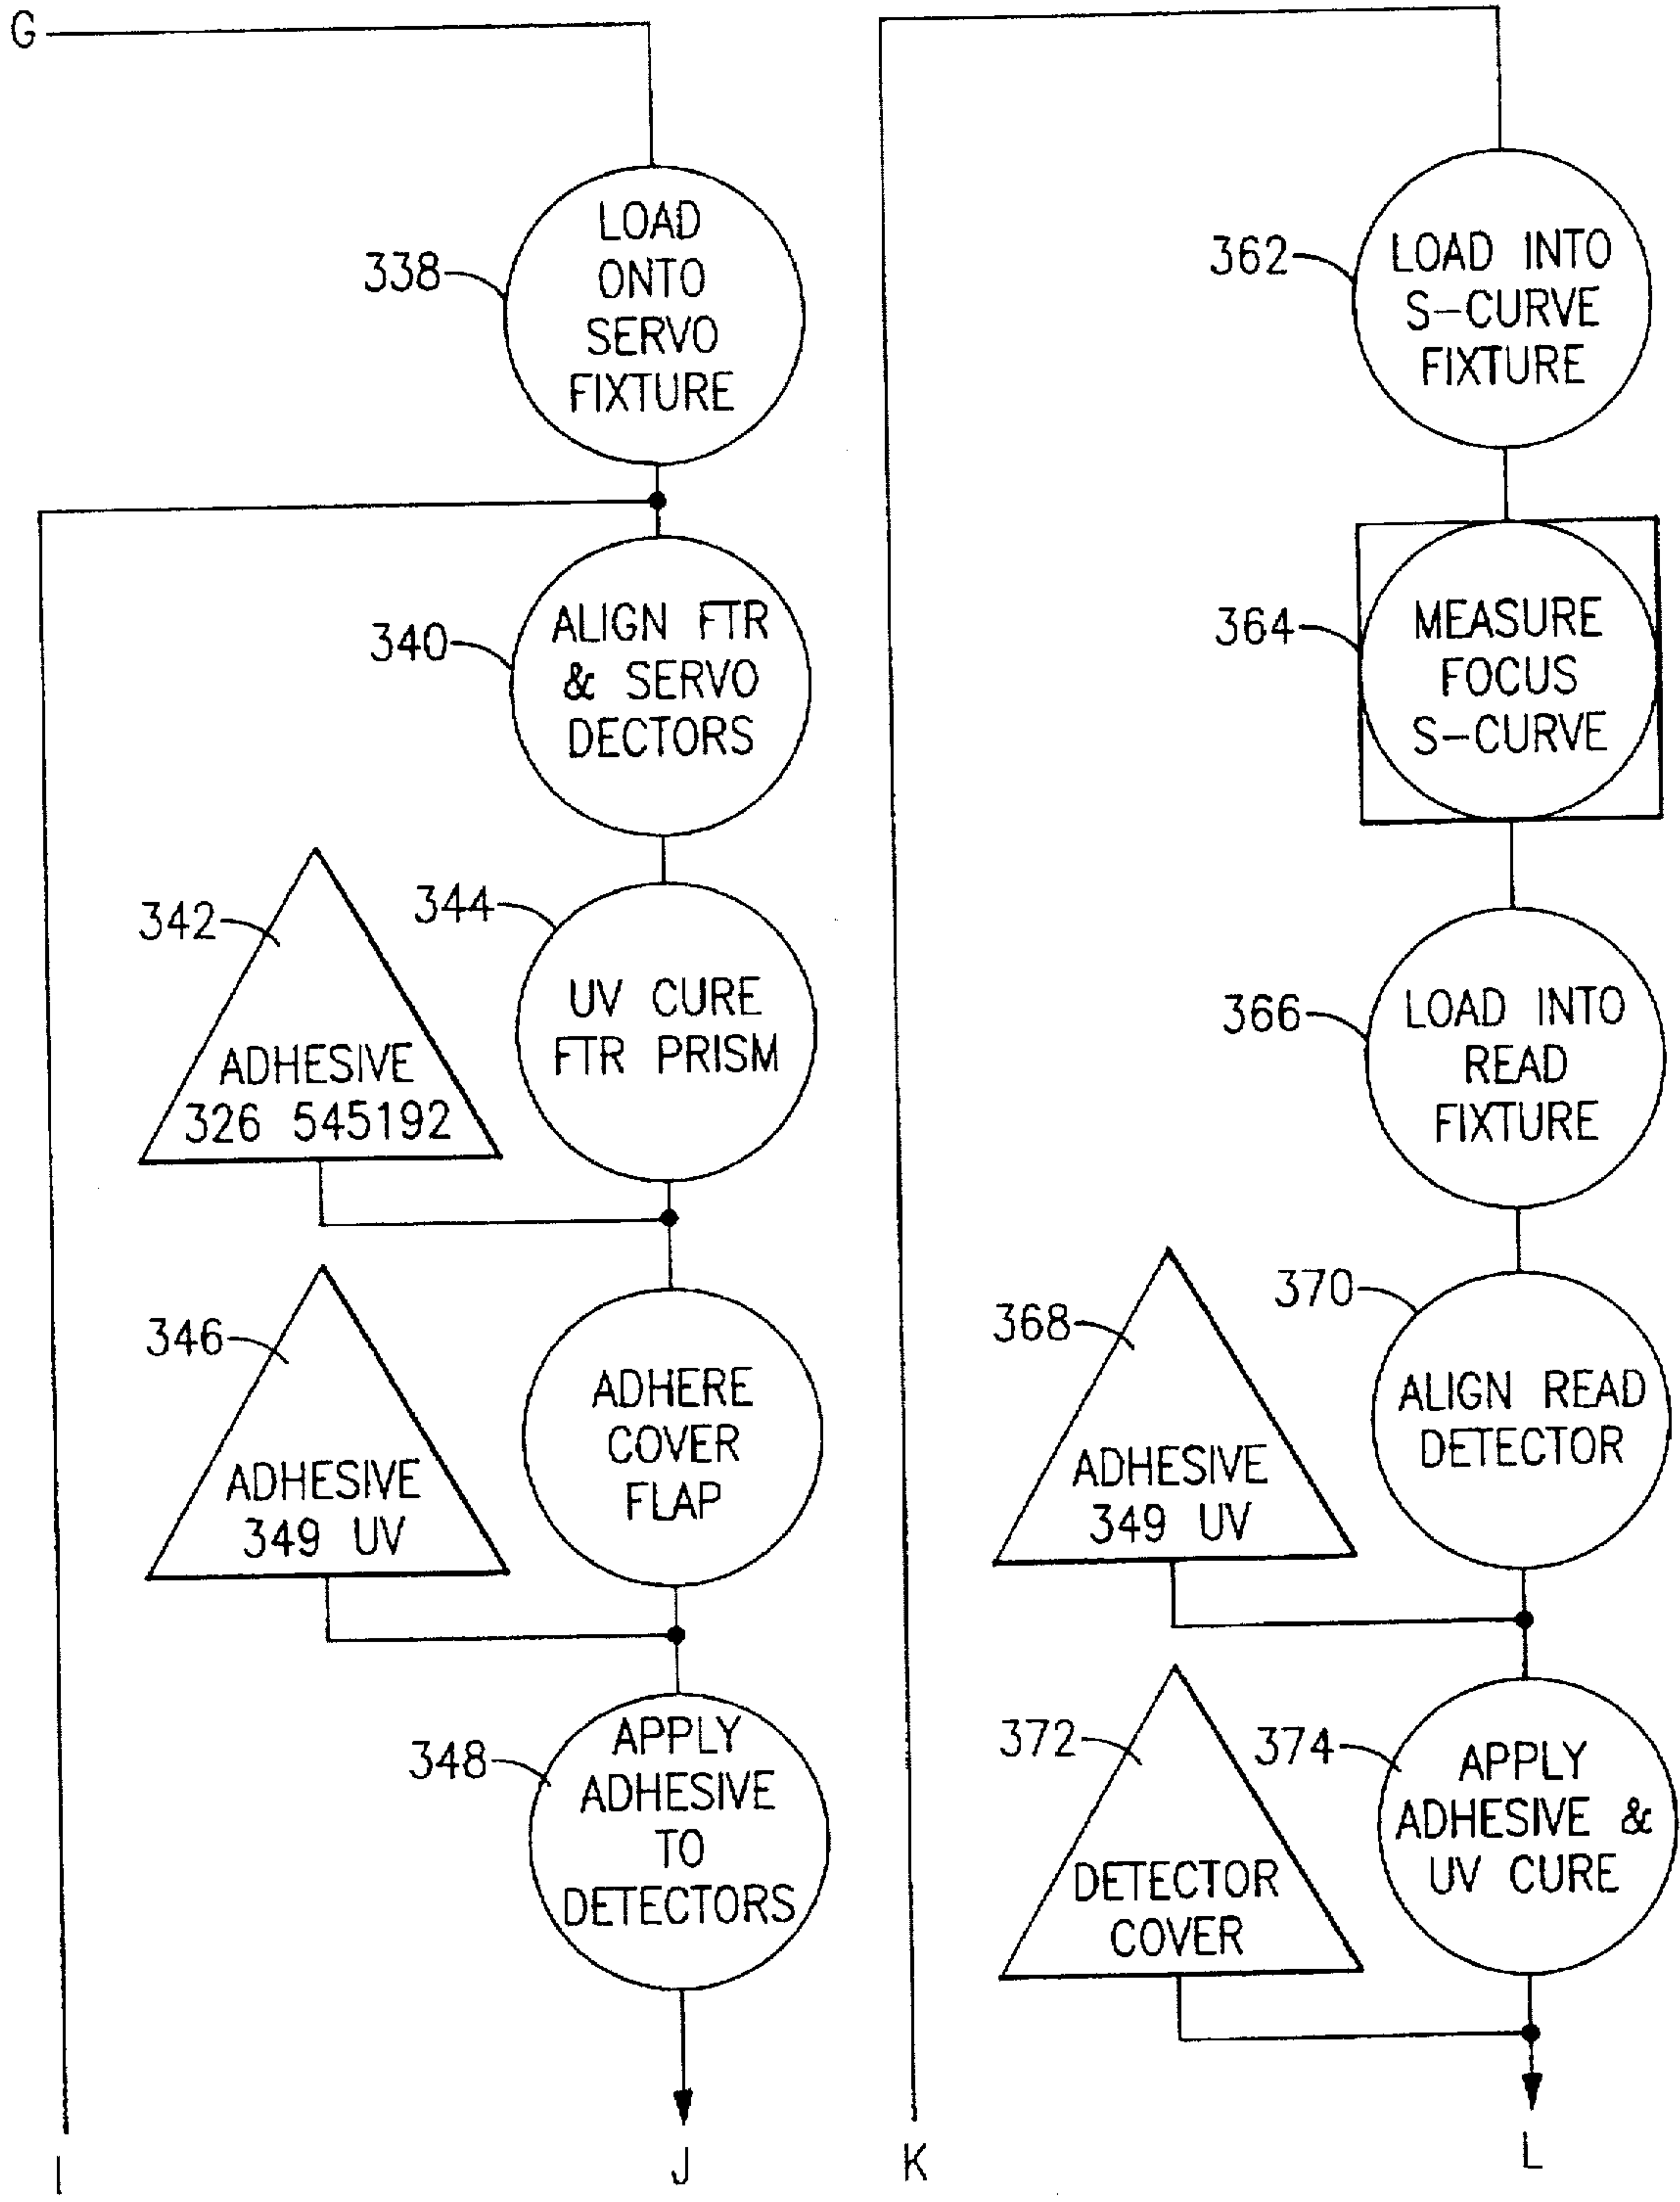 G
338
LOAD
ONTO
SERVO
FIXTURE
340
ALIGN FTR
& SERVO
DECTORS
342
ADHESIVE
326 545192
344
UV CURE
FTR PRISM
346
ADHESIVE
349 UV
ADHERE
COVER
FLAP
348
APPLY
ADHESIVE
TO
DETECTORS
I
J
362
LOAD INTO
S-CURVE
FIXTURE
364
MEASURE
FOCUS
S-CURVE
366
LOAD INTO
READ
FIXTURE
368
ADHESIVE
349 UV
370
ALIGN READ
DETECTOR
372
DETECTOR
COVER
374
APPLY
ADHESIVE &
UV CURE
K
L